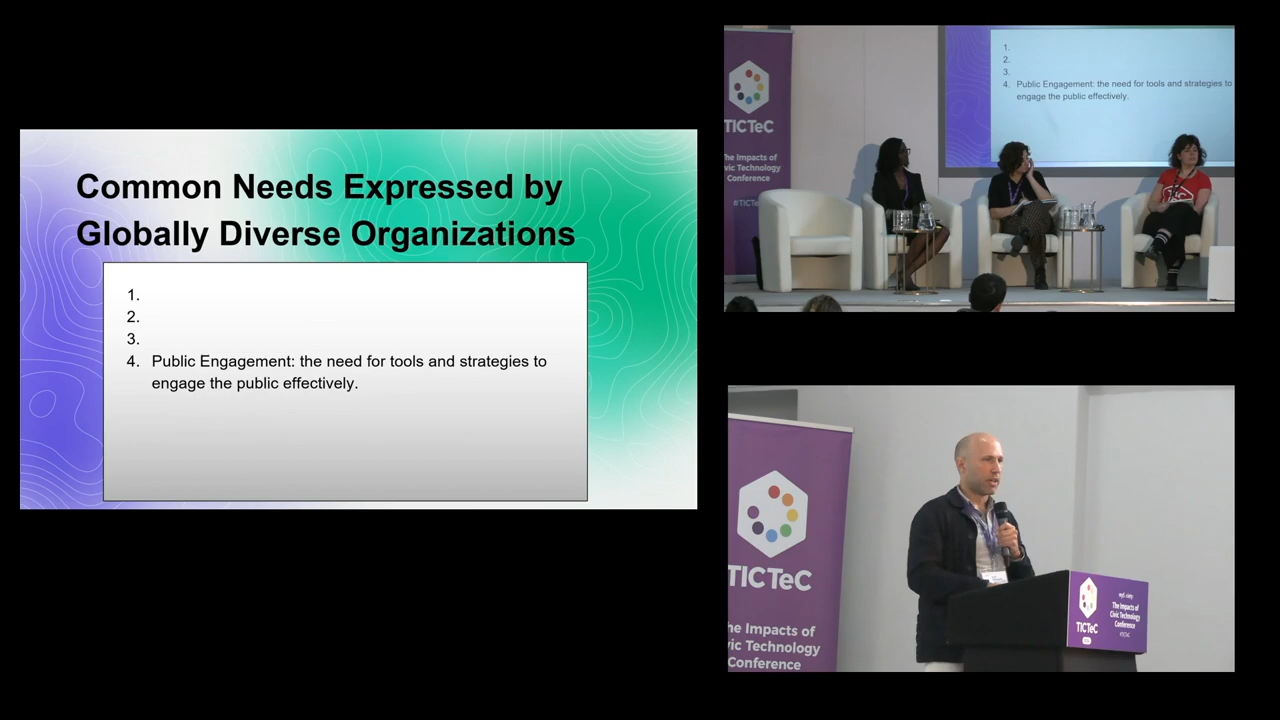 Common Needs Expressed by
Globally Diverse Organizations
1.
2.
3.
4. Public Engagement: the need for tools and strategies to
engage the public effectively.
TICTeC
The Impacts of
Civic Technology
Conference
#TICTeC
1.
2.
3.
4. Public Engagement: the need for tools and strategies to
engage the public effectively.
TICTeC
he Impacts of
vic Technology
Conference
TICTeC
The Impacts of
Civic Technology
Conference